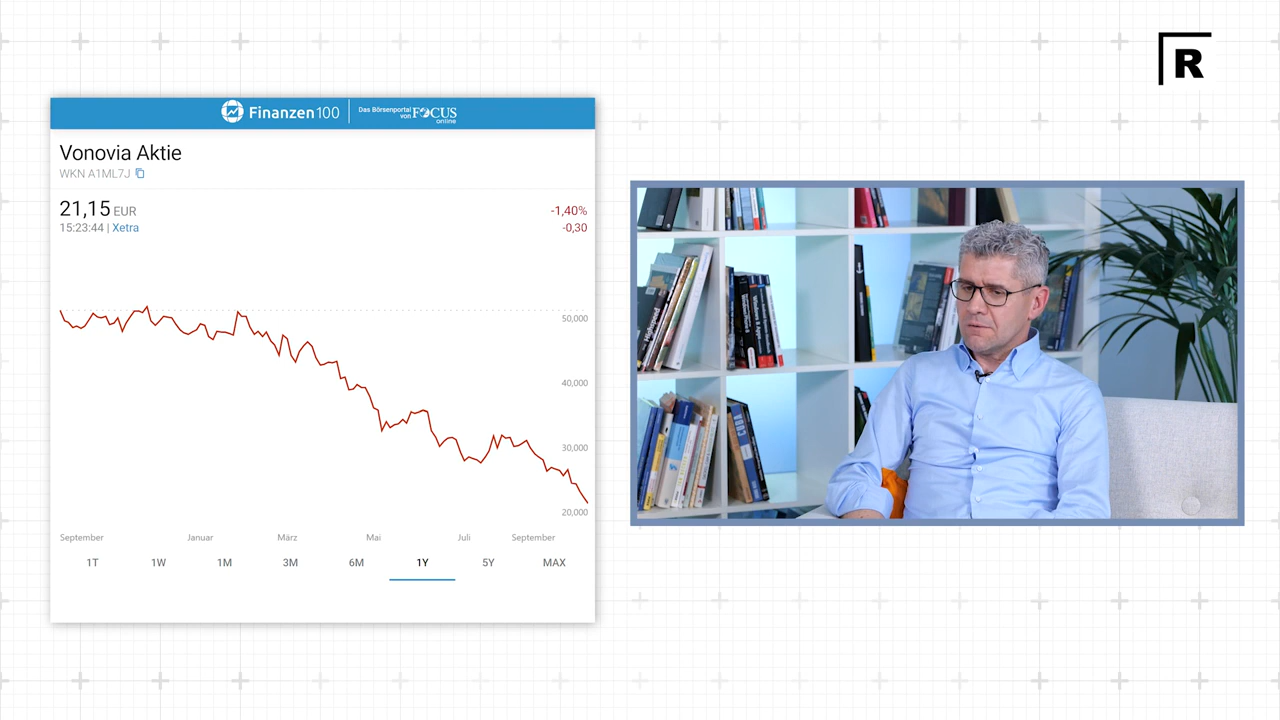 R
Finanzen100
Das Börsenportal
von FOCUS
online
Vonovia Aktie
WKN A1ML7J
21,15 EUR
-1,40%
15:23:44 | Xetra
-0,30
50,000
40,000
30,000
20,000
September Januar März Mai Juli September
1T 1W 1M 3M 6M 1Y 5Y MAX